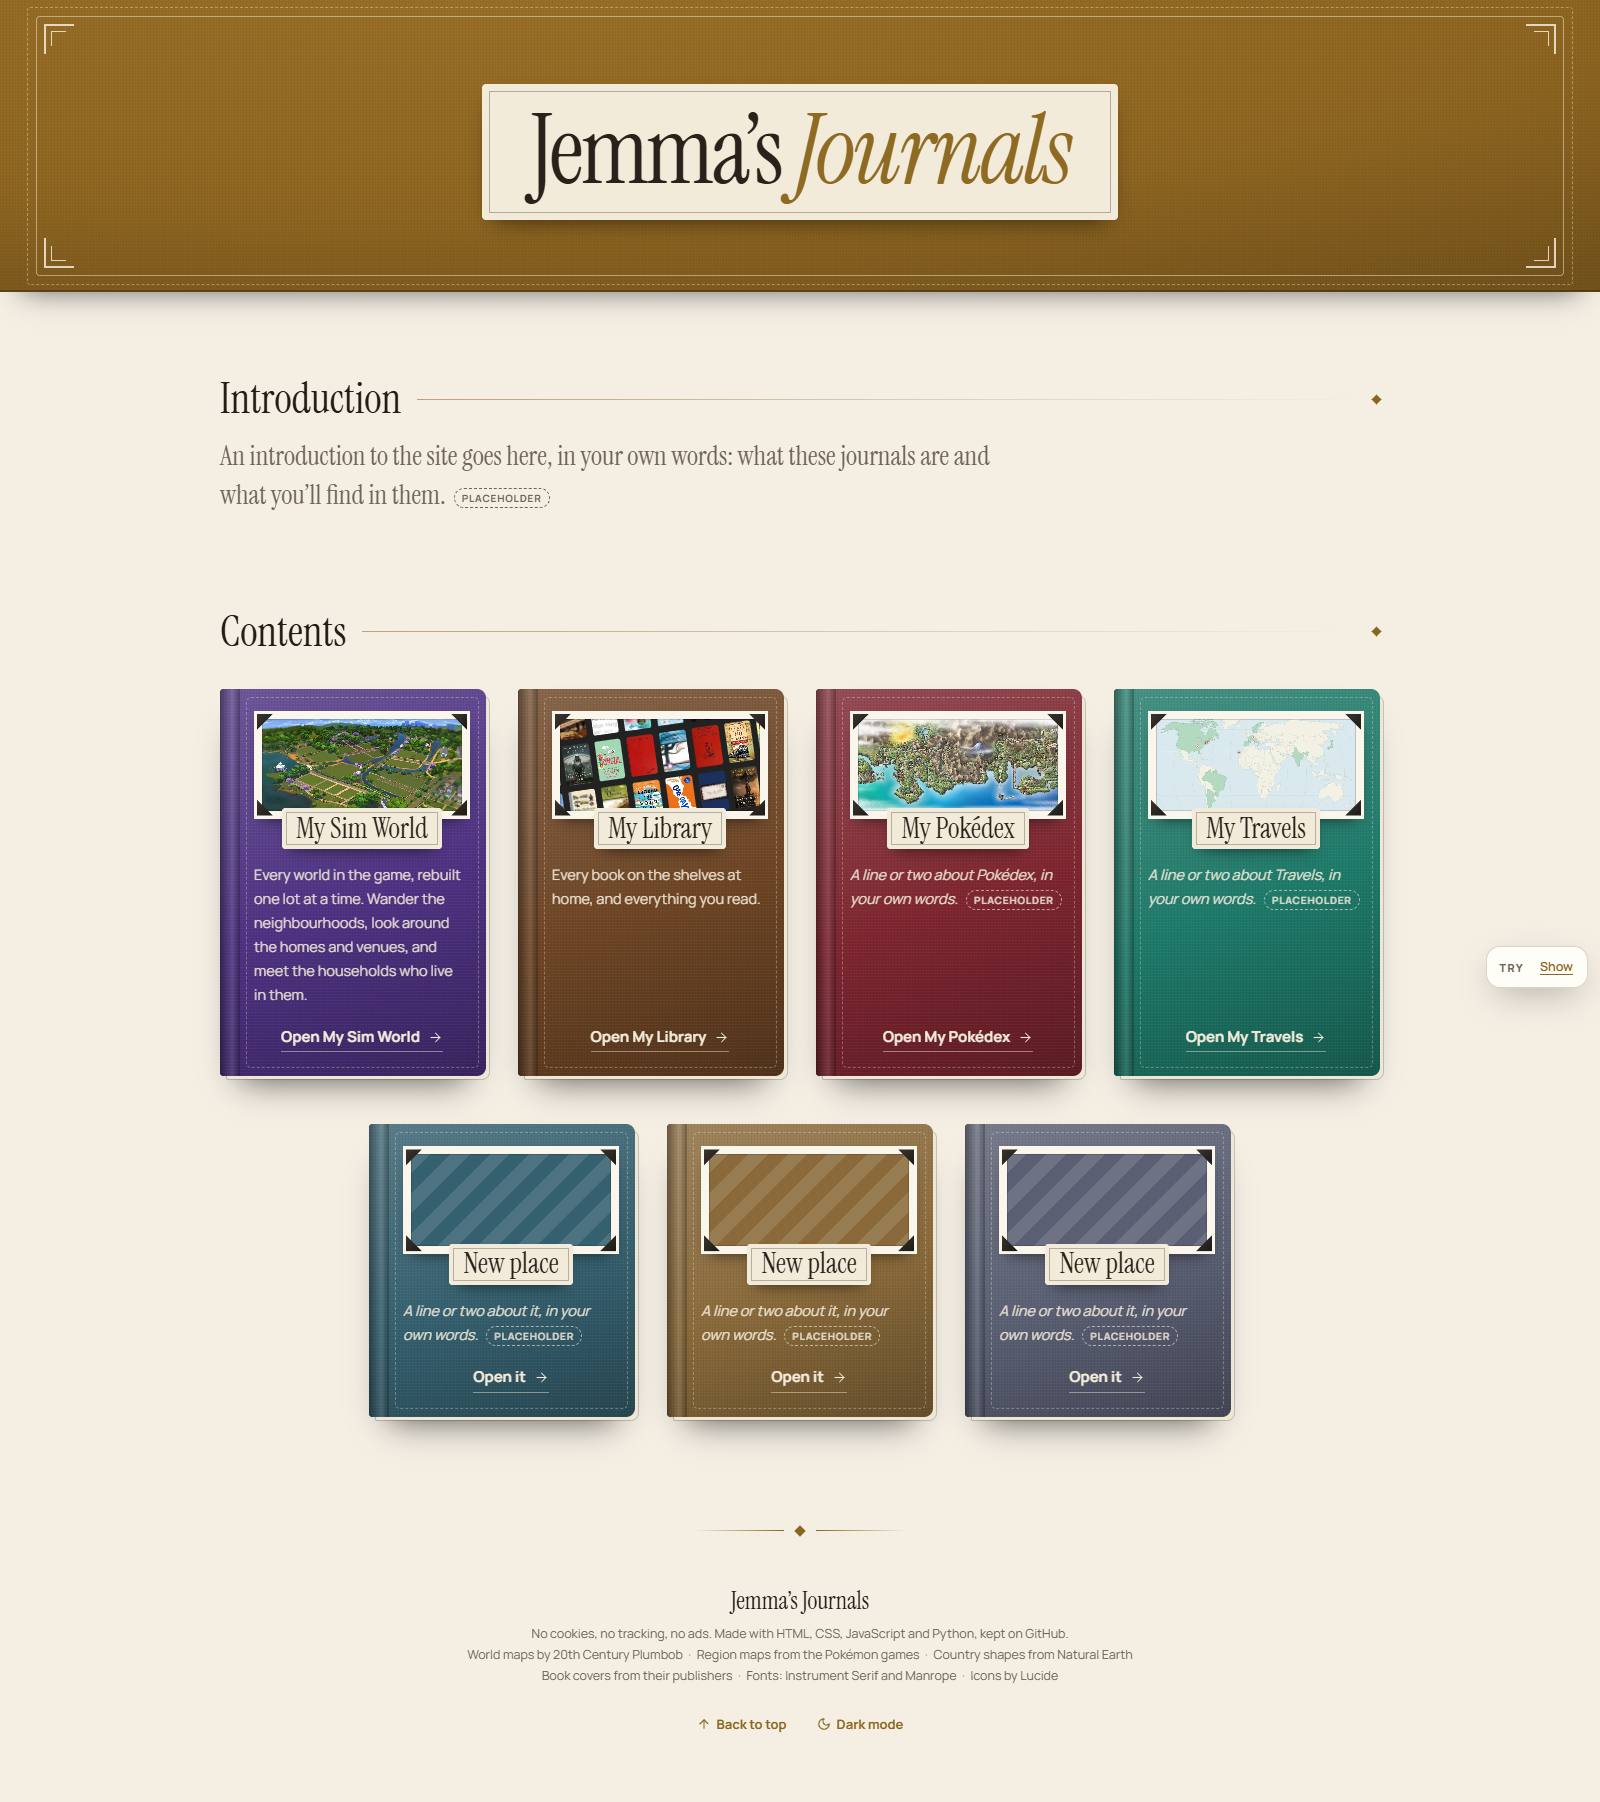 Jemma’s Journals
Introduction
An introduction to the site goes here, in your own words: what these journals are and
what you’ll find in them. PLACEHOLDER
Contents
My Sim World
Every world in the game, rebuilt
one lot at a time. Wander the
neighbourhoods, look around
the homes and venues, and
meet the households who live
in them.
Open My Sim World →
My Library
Every book on the shelves at
home, and everything you read.
Open My Library →
My Pokédex
A line or two about Pokédex, in
your own words. PLACEHOLDER
Open My Pokédex →
My Travels
A line or two about Travels, in
your own words. PLACEHOLDER
Open My Travels →
TRY Show
New place
A line or two about it, in your
own words. PLACEHOLDER
Open it →
New place
A line or two about it, in your
own words. PLACEHOLDER
Open it →
New place
A line or two about it, in your
own words. PLACEHOLDER
Open it →
Jemma’s Journals
No cookies, no tracking, no ads. Made with HTML, CSS, JavaScript and Python, kept on GitHub.
World maps by 20th Century Plumbob · Region maps from the Pokémon games · Country shapes from Natural Earth
Book covers from their publishers · Fonts: Instrument Serif and Manrope · Icons by Lucide
↑ Back to top Dark mode